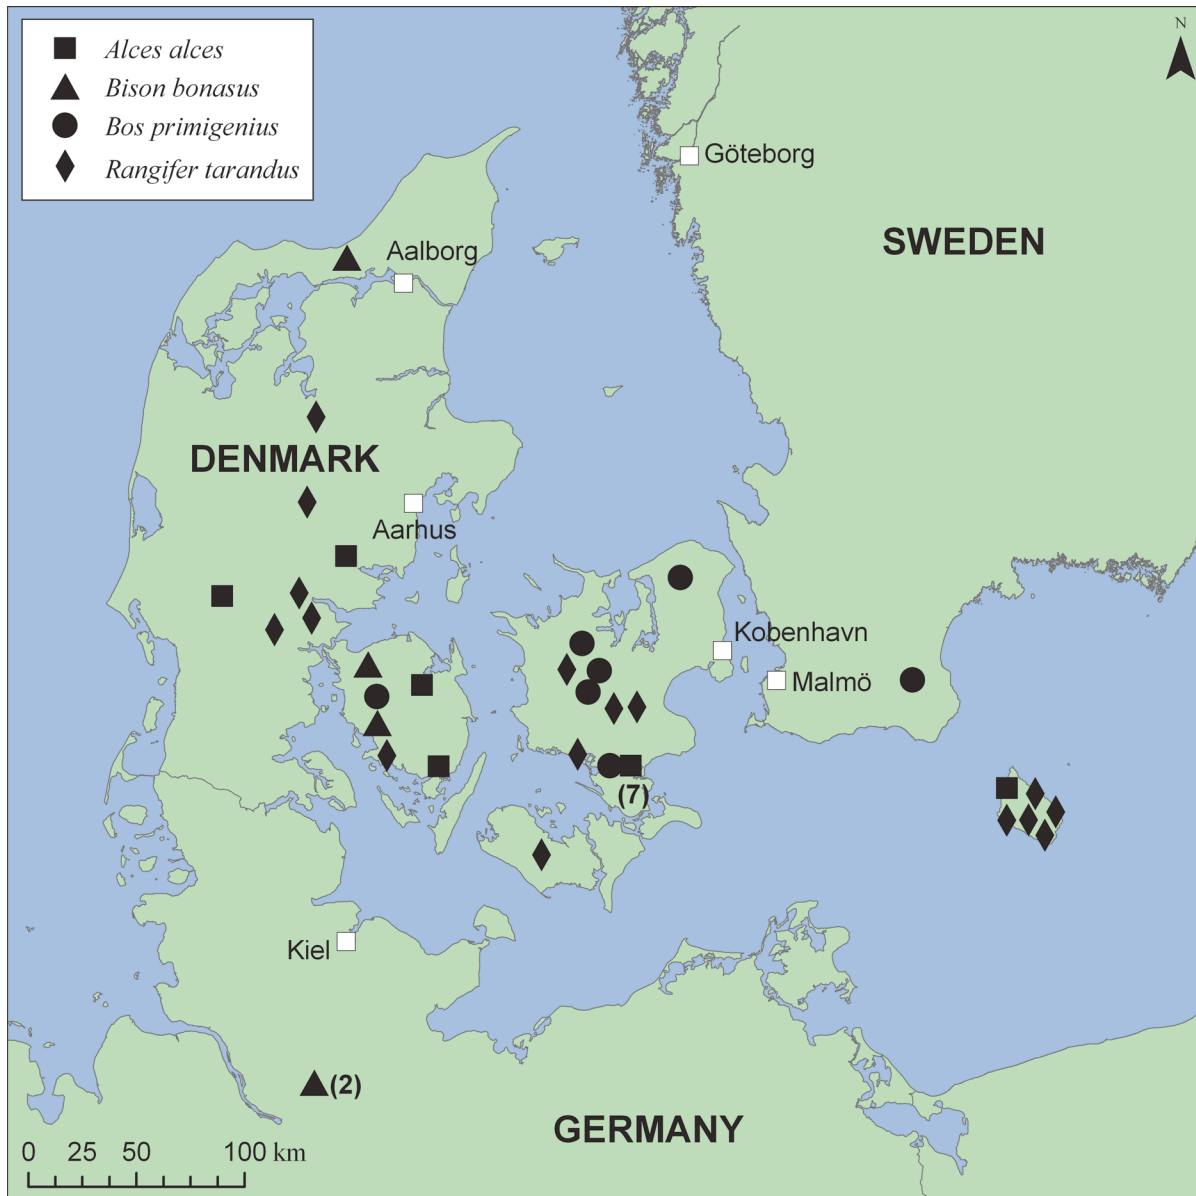 Alces alces
Bison bonasus
Bos primigenius
Rangifer tarandus
N
Göteborg
SWEDEN
Aalborg
DENMARK
Aarhus
Kobenhavn
Malmö
(7)
Kiel
(2)
GERMANY
0 25 50 100 km